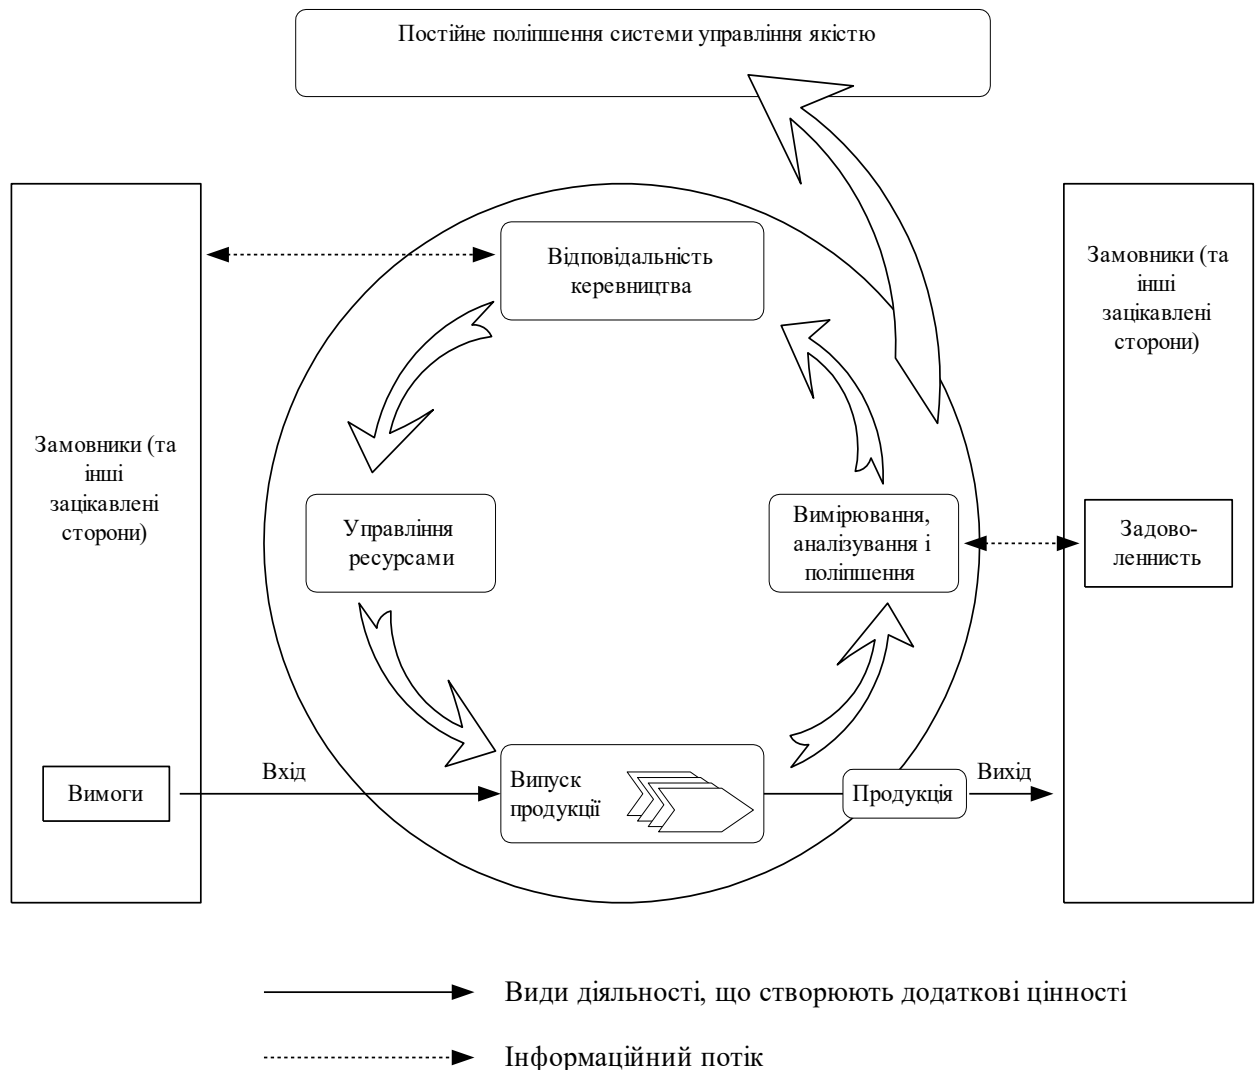 Постійне поліпшення системи управління якістю
Відповідальність
керевництва
Замовники (та
інші
зацікавлені
сторони)
Замовники (та
інші
зацікавлені
сторони)
Управління
ресурсами
Вимірювання,
аналізування і
поліпшення
Задово-
леннисть
Вхід
Вимоги
Випуск
продукції
Продукція
Вихід
Види діяльності, що створюють додаткові цінності
Інформаційний потік